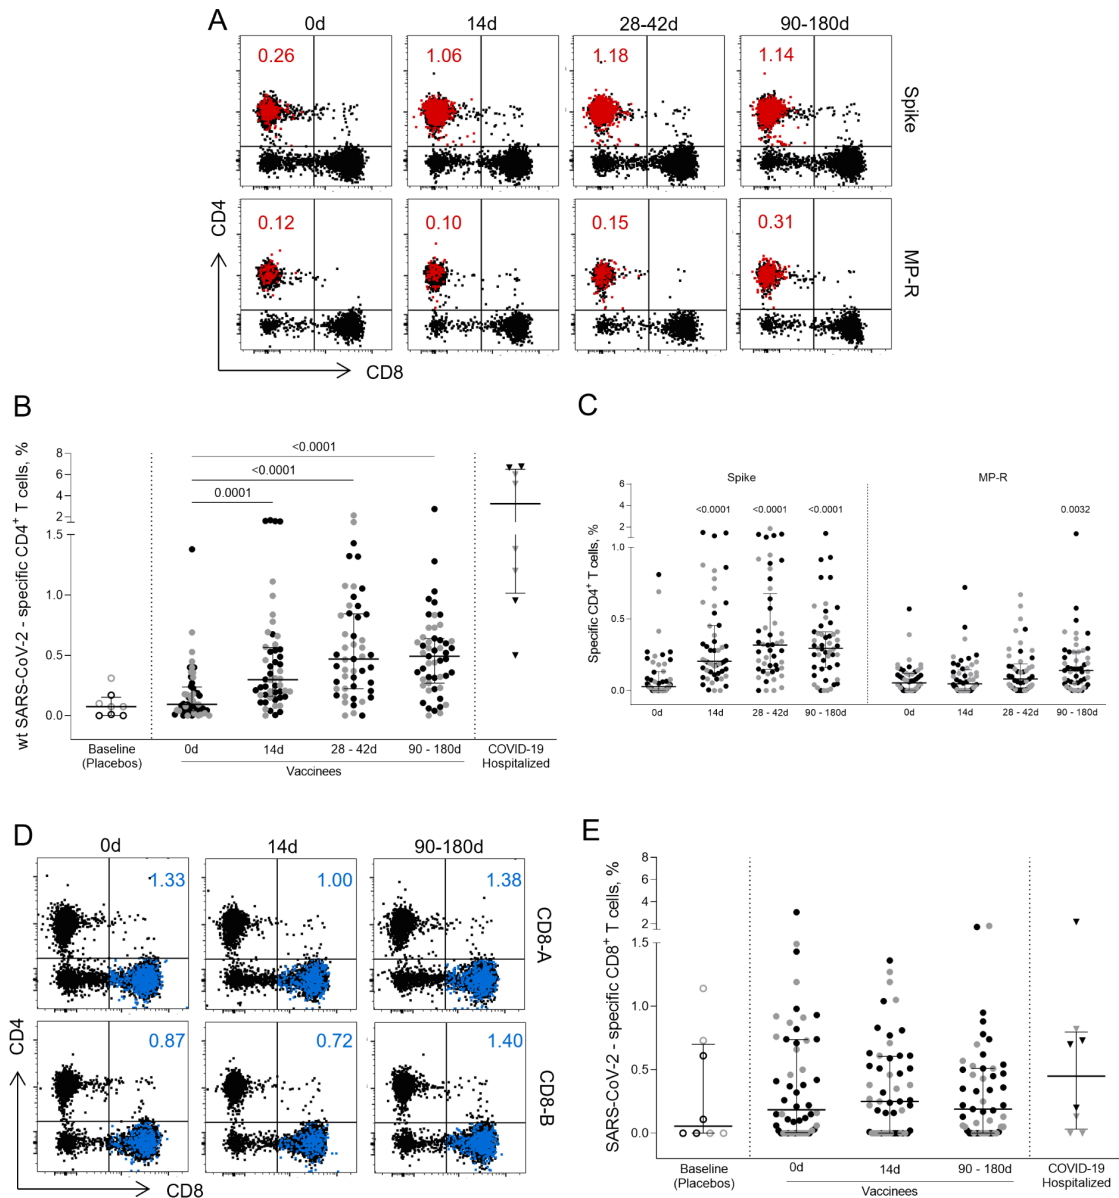 A
0d
14d
28-42d
90-180d
0.26
1.06
1.18
1.14
Spike
0.12
0.10
0.15
0.31
MP-R
CD4
CD8
B
wt SARS-CoV-2 - specific CD4+ T cells, %
8
6
4
2
1.5
1.0
0.5
0.0
<0.0001
<0.0001
0.0001
Baseline
(Placebos)
0d
14d
28 - 42d
90 - 180d
Vaccinees
COVID-19
Hospitalized
C
Specific CD4+ T cells, %
6
4
2
1.0
0.5
0.0
Spike
MP-R
<0.0001
<0.0001
<0.0001
0.0032
0d
14d
28 - 42d
90 - 180d
0d
14d
28 - 42d
90 - 180d
D
0d
14d
90-180d
1.33
1.00
1.38
CD8-A
0.87
0.72
1.40
CD8-B
CD4
CD8
E
SARS-CoV-2 - specific CD8+ T cells, %
8
6
4
2
1.5
1.0
0.5
0.0
Baseline
(Placebos)
0d
14d
90 - 180d
Vaccinees
COVID-19
Hospitalized